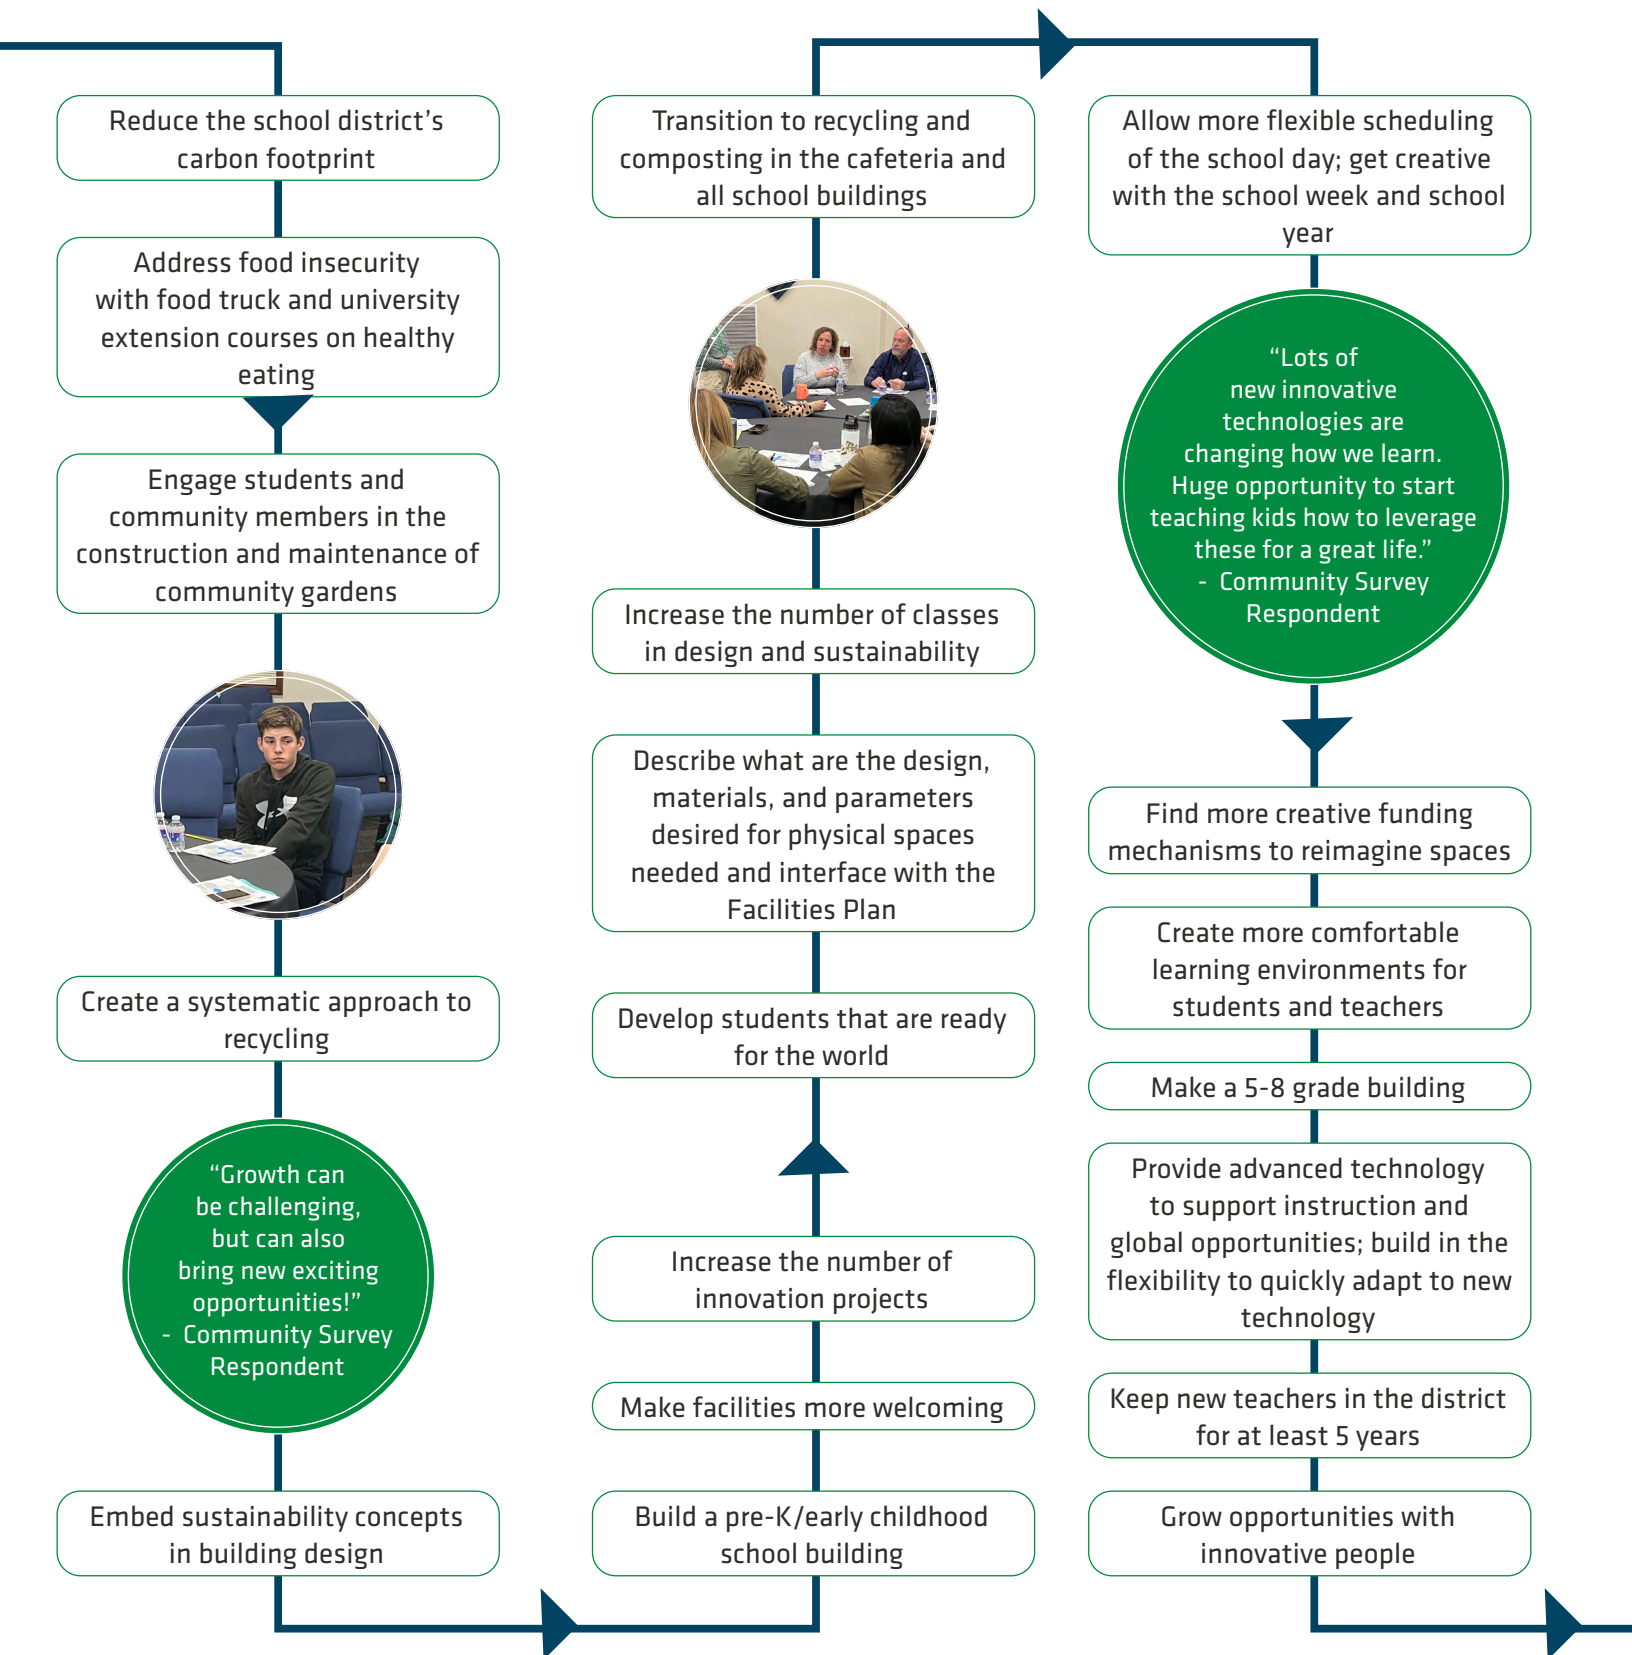 Reduce the school district's
carbon footprint
Address food insecurity
with food truck and university
extension courses on healthy
eating
Engage students and
community members in the
construction and maintenance of
community gardens
Create a systematic approach to
recycling
“Growth can
be challenging,
but can also
bring new exciting
opportunities!”
- Community Survey
Respondent
Embed sustainability concepts
in building design
Transition to recycling and
composting in the cafeteria and
all school buildings
Increase the number of classes
in design and sustainability
Describe what are the design,
materials, and parameters
desired for physical spaces
needed and interface with the
Facilities Plan
Develop students that are ready
for the world
Increase the number of
innovation projects
Make facilities more welcoming
Build a pre-K/early childhood
school building
Allow more flexible scheduling
of the school day; get creative
with the school week and school
year
“Lots of
new innovative
technologies are
changing how we learn.
Huge opportunity to start
teaching kids how to leverage
these for a great life.”
- Community Survey
Respondent
Find more creative funding
mechanisms to reimagine spaces
Create more comfortable
learning environments for
students and teachers
Make a 5-8 grade building
Provide advanced technology
to support instruction and
global opportunities; build in the
flexibility to quickly adapt to new
technology
Keep new teachers in the district
for at least 5 years
Grow opportunities with
innovative people